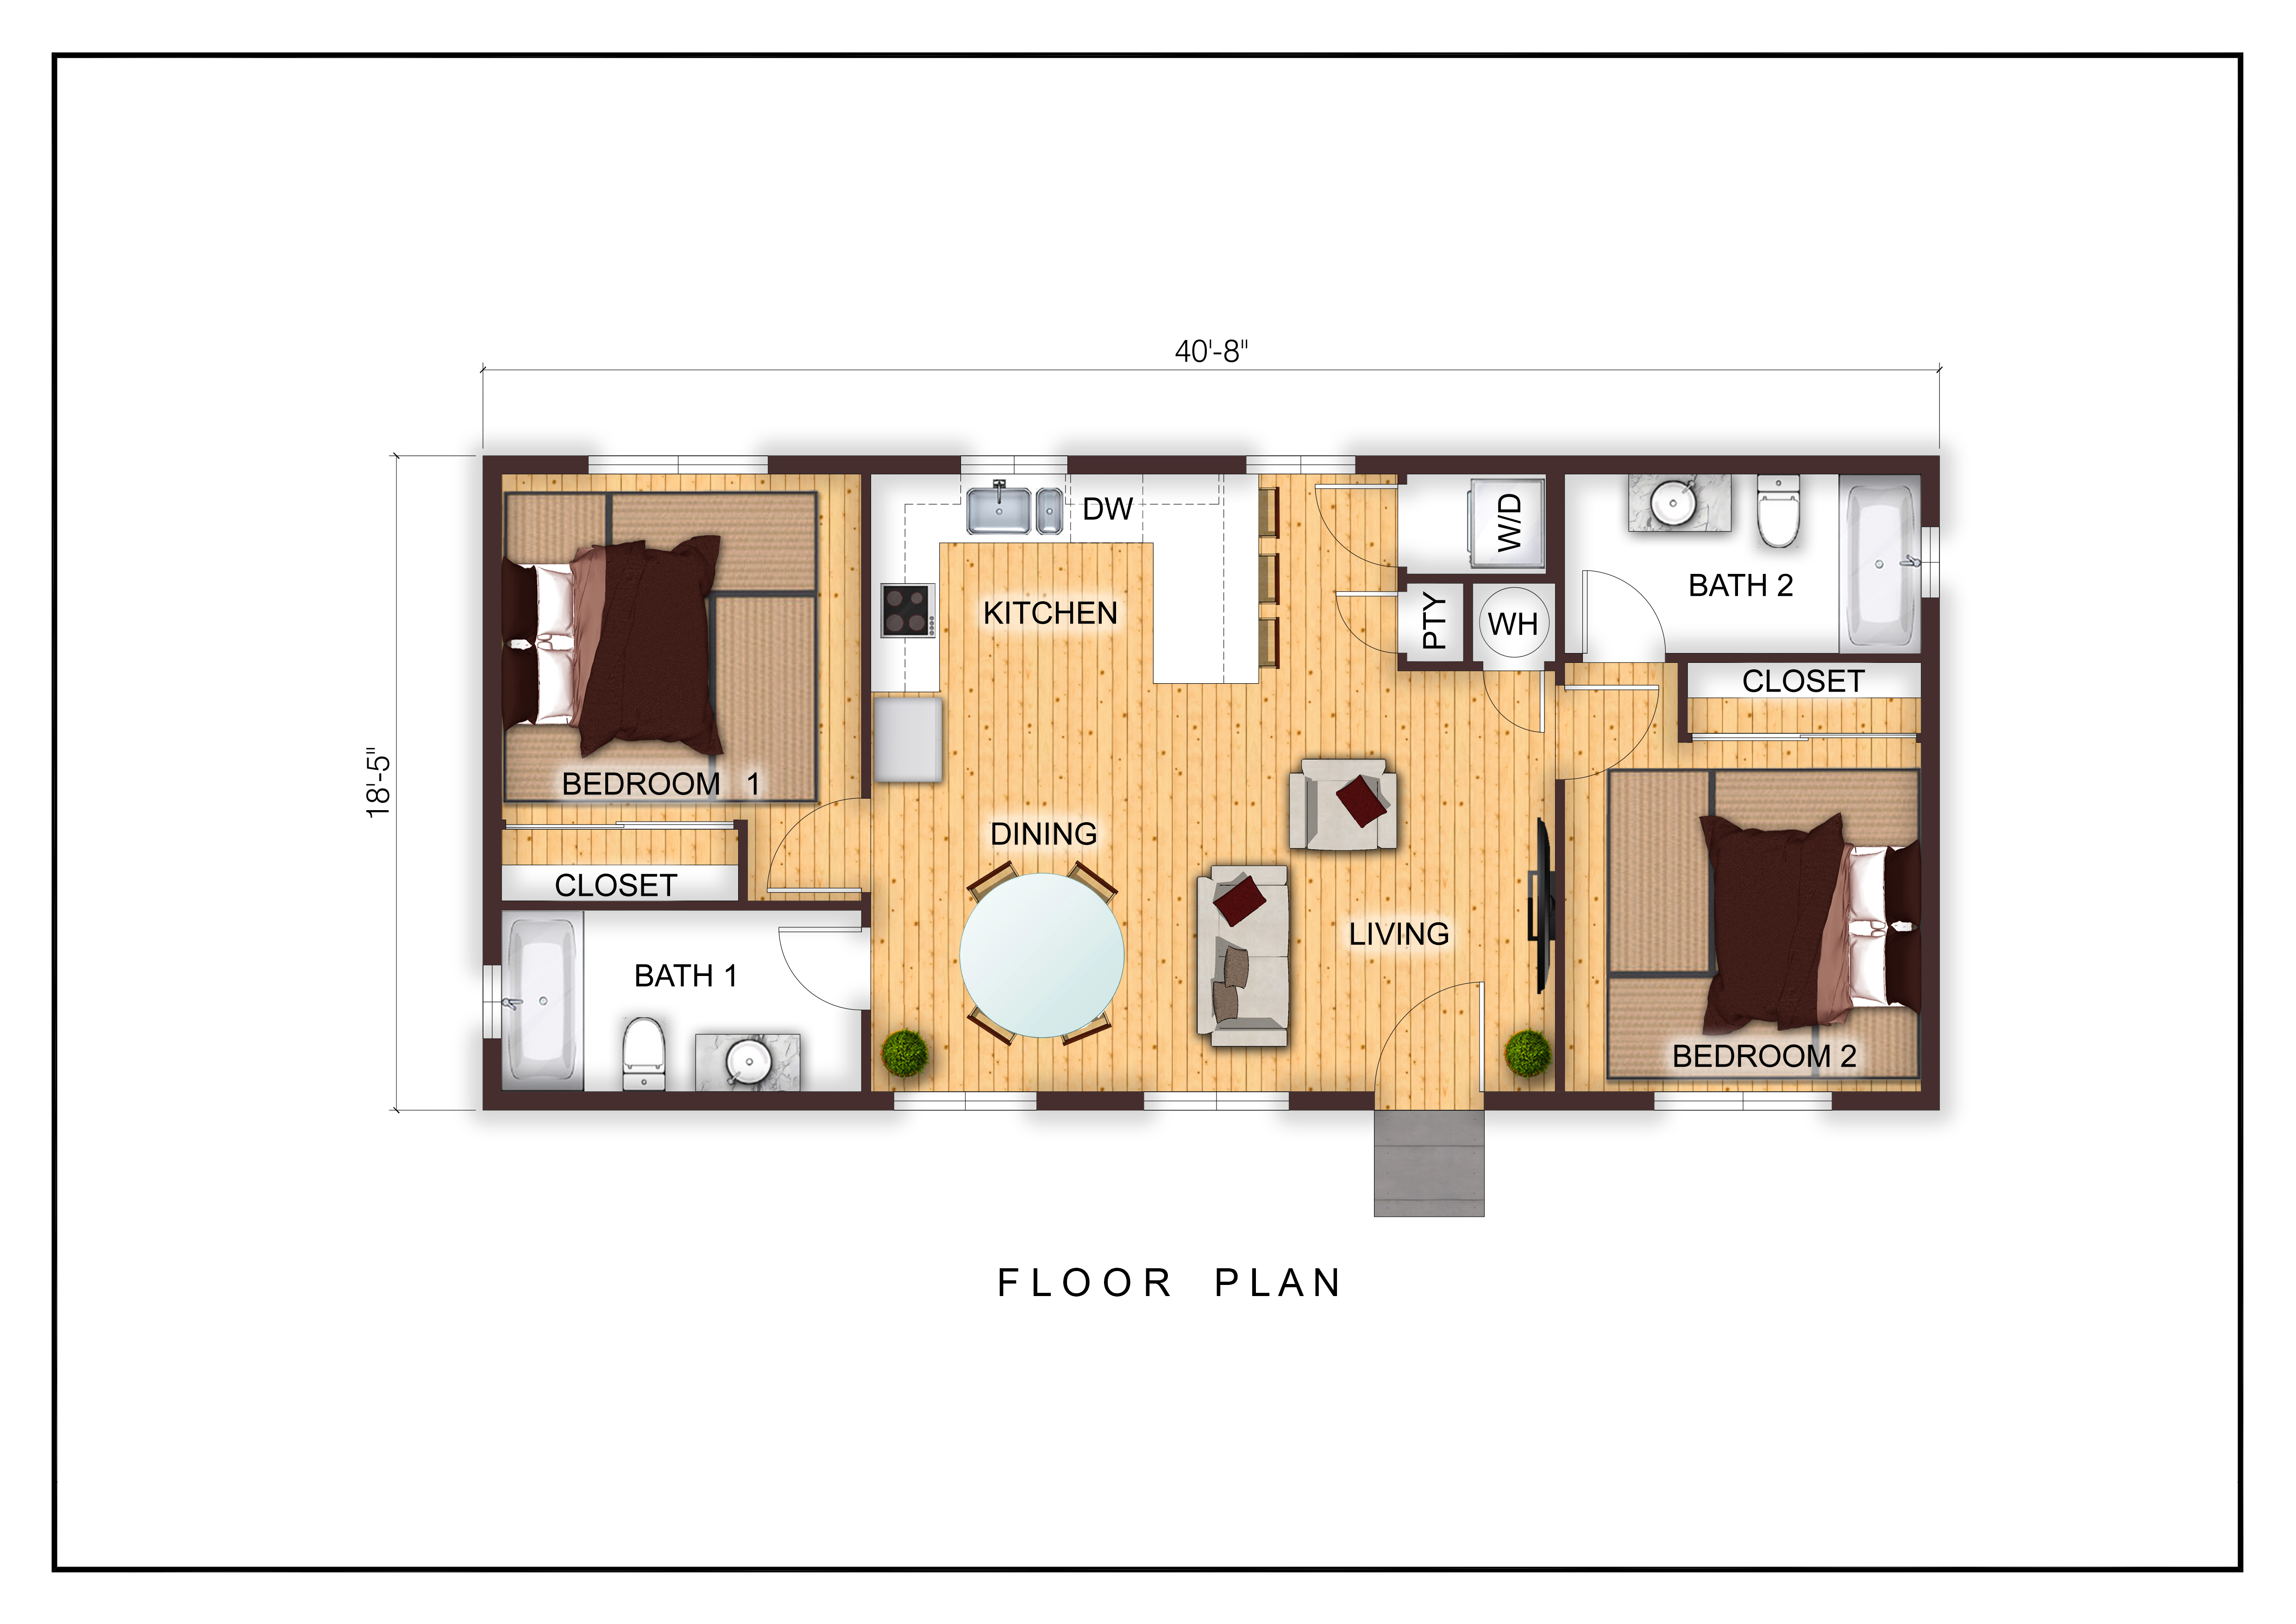 40'-8"
18'-5"
DW
W/D
KITCHEN
PTY
WH
BATH 2
CLOSET
BEDROOM 1
DINING
CLOSET
LIVING
BATH 1
BEDROOM 2
FLOOR PLAN